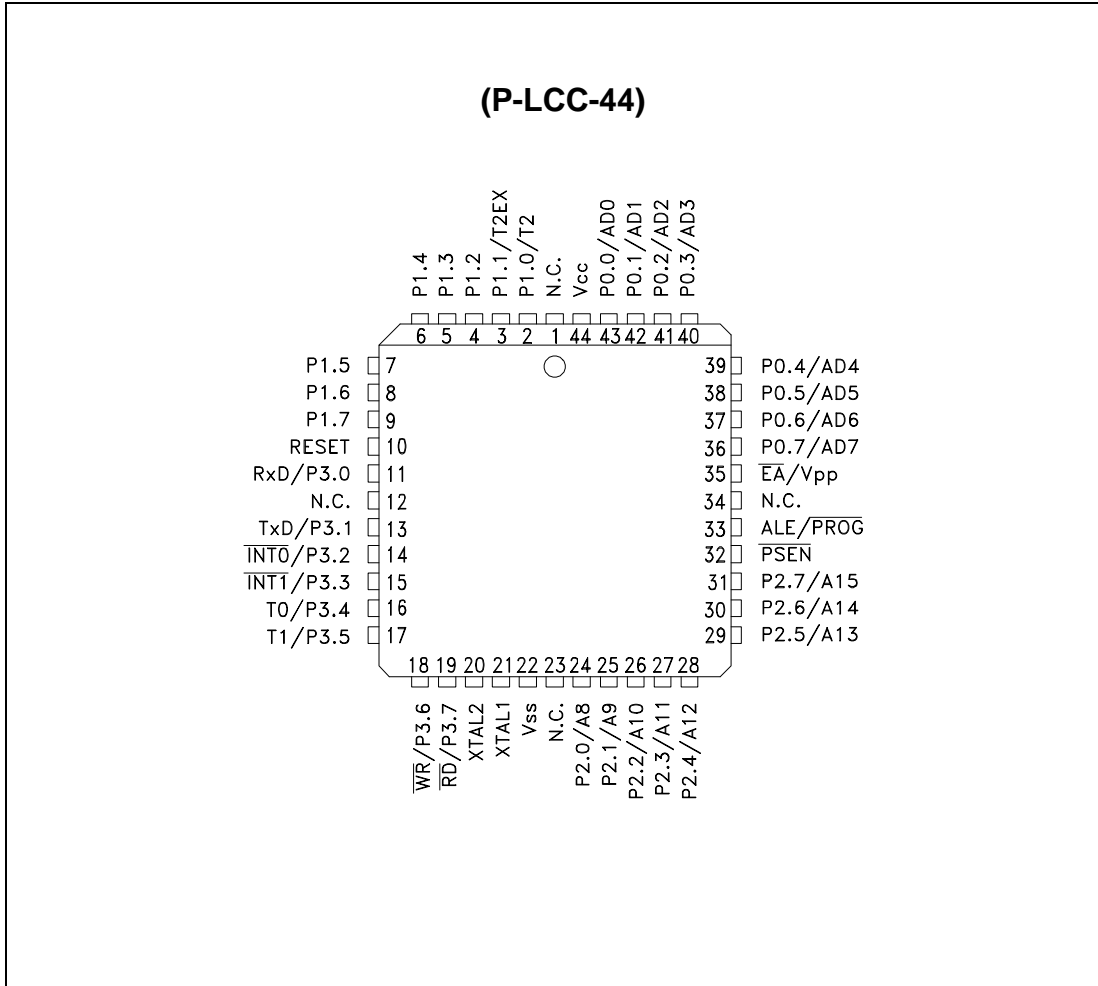 (P-LCC-44)
P1.4
P1.3
P1.2
P1.1/T2EX
P1.0/T2
N.C.
Vcc
P0.0/AD0
P0.1/AD1
P0.2/AD2
P0.3/AD3
6 5 4 3 2 1 44 43 42 41 40
P1.5 7 39 P0.4/AD4
P1.6 8 38 P0.5/AD5
P1.7 9 37 P0.6/AD6
RESET 10 36 P0.7/AD7
RxD/P3.0 11 35 E̅A̅/Vpp
N.C. 12 34 N.C.
TxD/P3.1 13 33 ALE/P̅R̅O̅G̅
I̅N̅T̅0̅/P3.2 14 32 P̅S̅E̅N̅
I̅N̅T̅1̅/P3.3 15 31 P2.7/A15
T0/P3.4 16 30 P2.6/A14
T1/P3.5 17 29 P2.5/A13
18 19 20 21 22 23 24 25 26 27 28
W̅R̅/P3.6
R̅D̅/P3.7
XTAL2
XTAL1
Vss
N.C.
P2.0/A8
P2.1/A9
P2.2/A10
P2.3/A11
P2.4/A12